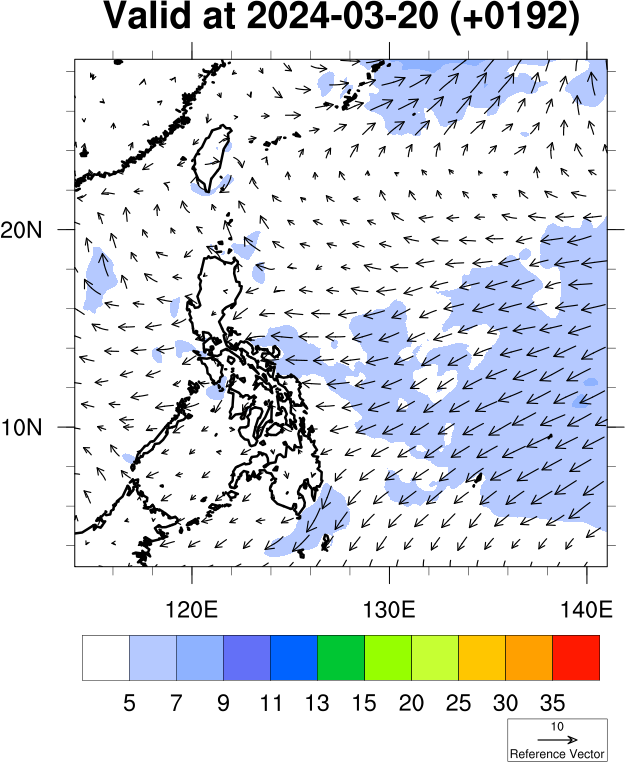 Valid at 2024-03-20 (+0192)
20N
10N
120E 130E 140E
5 7 9 11 13 15 20 25 30 35
10
Reference Vector